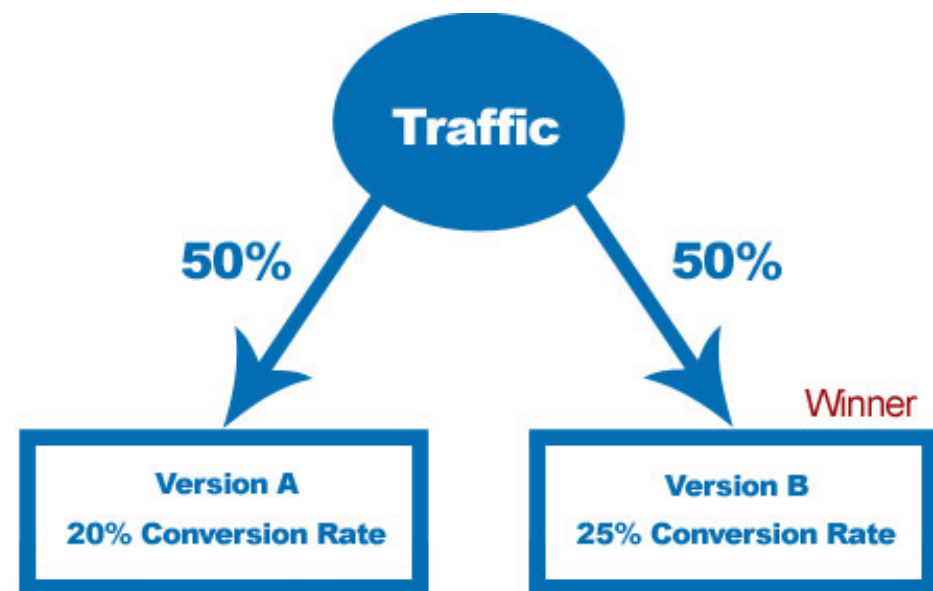 Traffic
50%
50%
Winner
Version A
20% Conversion Rate
Version B
25% Conversion Rate